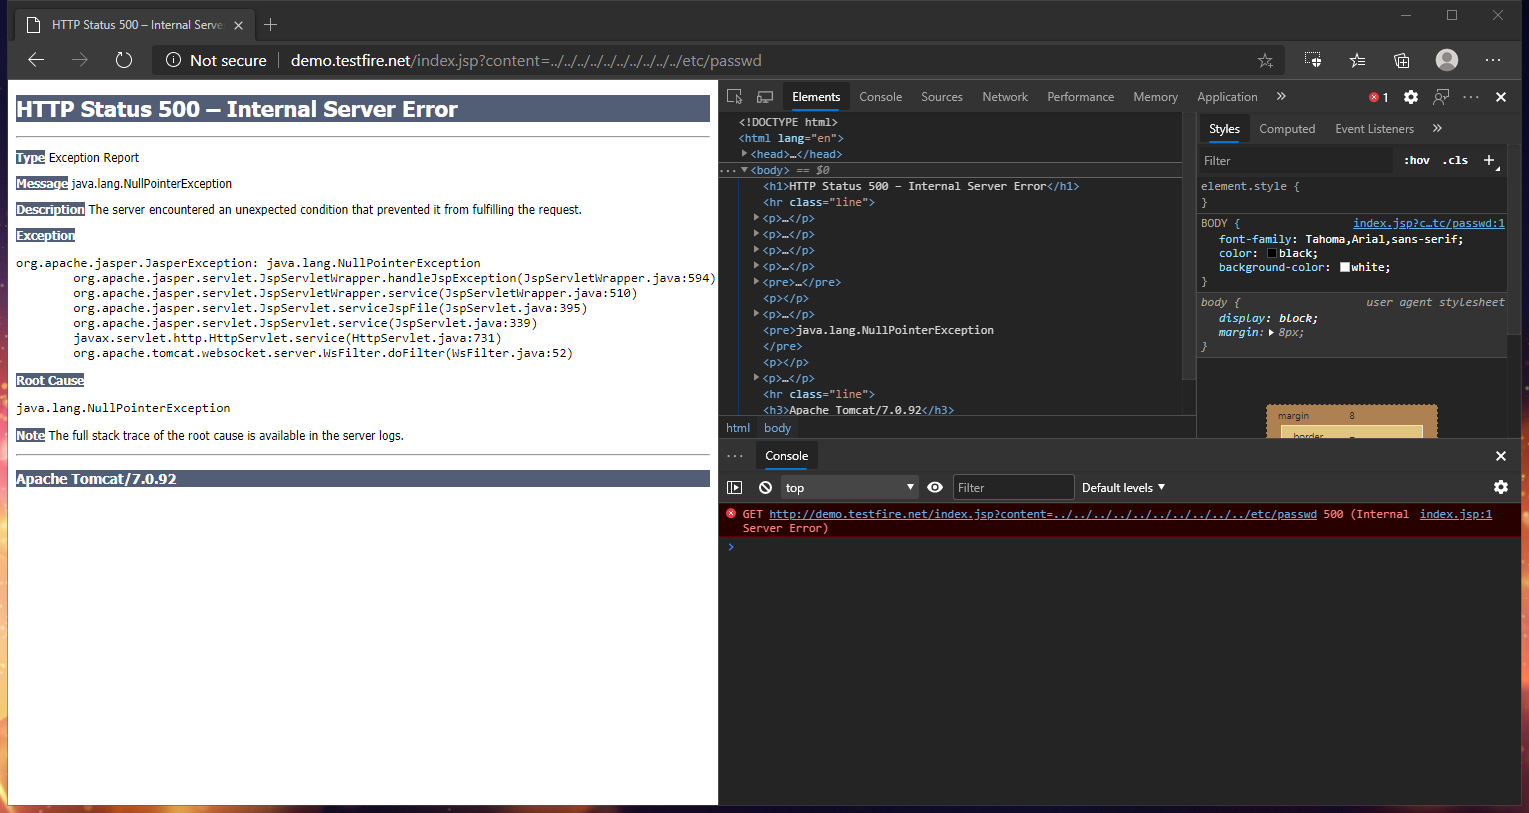 HTTP Status 500 – Internal Serve
Not secure
demo.testfire.net/index.jsp?content=../../../../../../../../../../etc/passwd
HTTP Status 500 – Internal Server Error
Type Exception Report
Message java.lang.NullPointerException
Description The server encountered an unexpected condition that prevented it from fulfilling the request.
Exception
org.apache.jasper.JasperException: java.lang.NullPointerException
org.apache.jasper.servlet.JspServletWrapper.handleJspException(JspServletWrapper.java:594)
org.apache.jasper.servlet.JspServletWrapper.service(JspServletWrapper.java:510)
org.apache.jasper.servlet.JspServlet.serviceJspFile(JspServlet.java:395)
org.apache.jasper.servlet.JspServlet.service(JspServlet.java:339)
javax.servlet.http.HttpServlet.service(HttpServlet.java:731)
org.apache.tomcat.websocket.server.WsFilter.doFilter(WsFilter.java:52)
Root Cause
java.lang.NullPointerException
Note The full stack trace of the root cause is available in the server logs.
Apache Tomcat/7.0.92
Elements Console Sources Network Performance Memory Application » 1
<!DOCTYPE html>
<html lang="en">
<head>…</head>
<body> == $0
<h1>HTTP Status 500 – Internal Server Error</h1>
<hr class="line">
<p>…</p>
<p>…</p>
<p>…</p>
<p>…</p>
<pre>…</pre>
<p></p>
<p>…</p>
<pre>java.lang.NullPointerException
</pre>
<p></p>
<p>…</p>
<hr class="line">
<h3>Apache Tomcat/7.0.92</h3>
html body
Styles Computed Event Listeners »
Filter :hov .cls +
element.style {
}
BODY { index.jsp?c…tc/passwd:1
font-family: Tahoma,Arial,sans-serif;
color: black;
background-color: white;
}
body { user agent stylesheet
display: block;
margin: 8px;
}
margin 8
border –
Console
top Filter Default levels
GET http://demo.testfire.net/index.jsp?content=../../../../../../../../../../etc/passwd 500 (Internal index.jsp:1
Server Error)